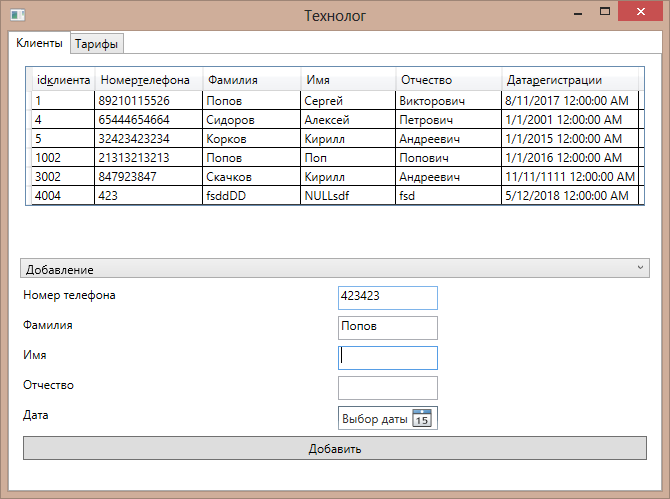 Технолог
Клиенты Тарифы
idклиента Номертелефона Фамилия Имя Отчество Датарегистрации
1 89210115526 Попов Сергей Викторович 8/11/2017 12:00:00 AM
4 65444654664 Сидоров Алексей Петрович 1/1/2001 12:00:00 AM
5 32423423234 Корков Кирилл Андреевич 1/1/2015 12:00:00 AM
1002 21313213213 Попов Поп Попович 1/1/2016 12:00:00 AM
3002 847923847 Скачков Кирилл Андреевич 11/11/1111 12:00:00 AM
4004 423 fsddDD NULLsdf fsd 5/12/2018 12:00:00 AM
Добавление
Номер телефона 423423
Фамилия Попов
Имя
Отчество
Дата Выбор даты 15
Добавить